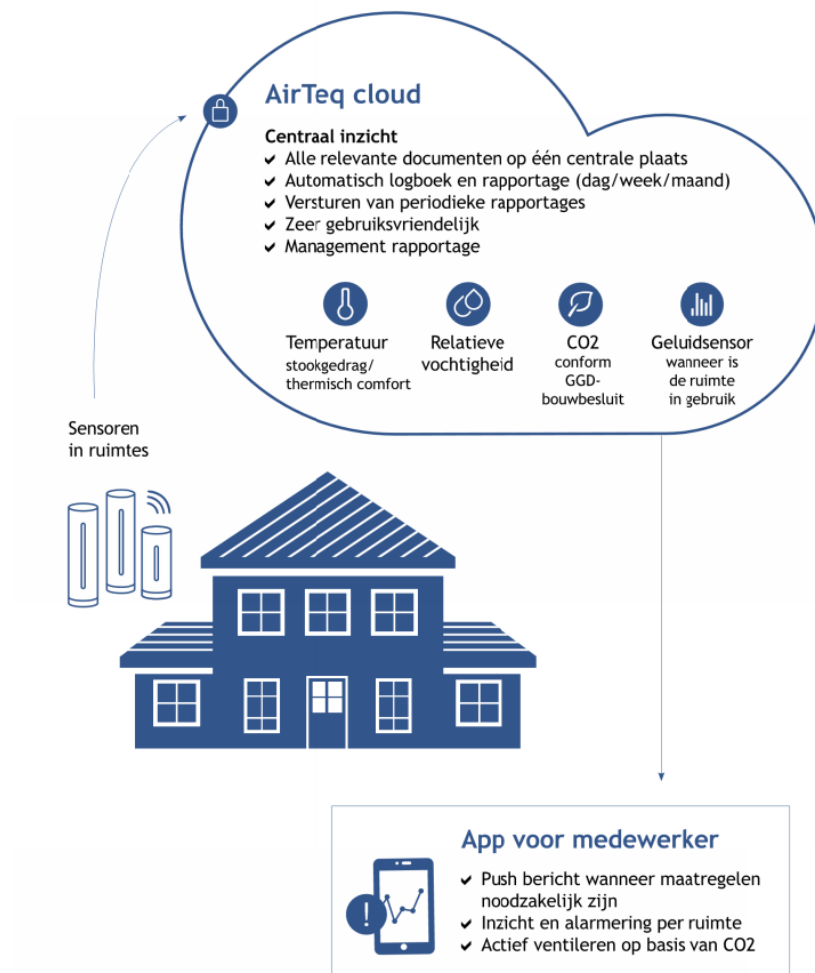 AirTeq cloud
Centraal inzicht
✔ Alle relevante documenten op één centrale plaats
✔ Automatisch logboek en rapportage (dag/week/maand)
✔ Versturen van periodieke rapportages
✔ Zeer gebruiksvriendelijk
✔ Management rapportage
Temperatuur
stookgedrag/
thermisch comfort
Relatieve
vochtigheid
CO2
conform
GGD-
bouwbesluit
Geluidsensor
wanneer is
de ruimte
in gebruik
Sensoren
in ruimtes
App voor medewerker
✔ Push bericht wanneer maatregelen
noodzakelijk zijn
✔ Inzicht en alarmering per ruimte
✔ Actief ventileren op basis van CO2